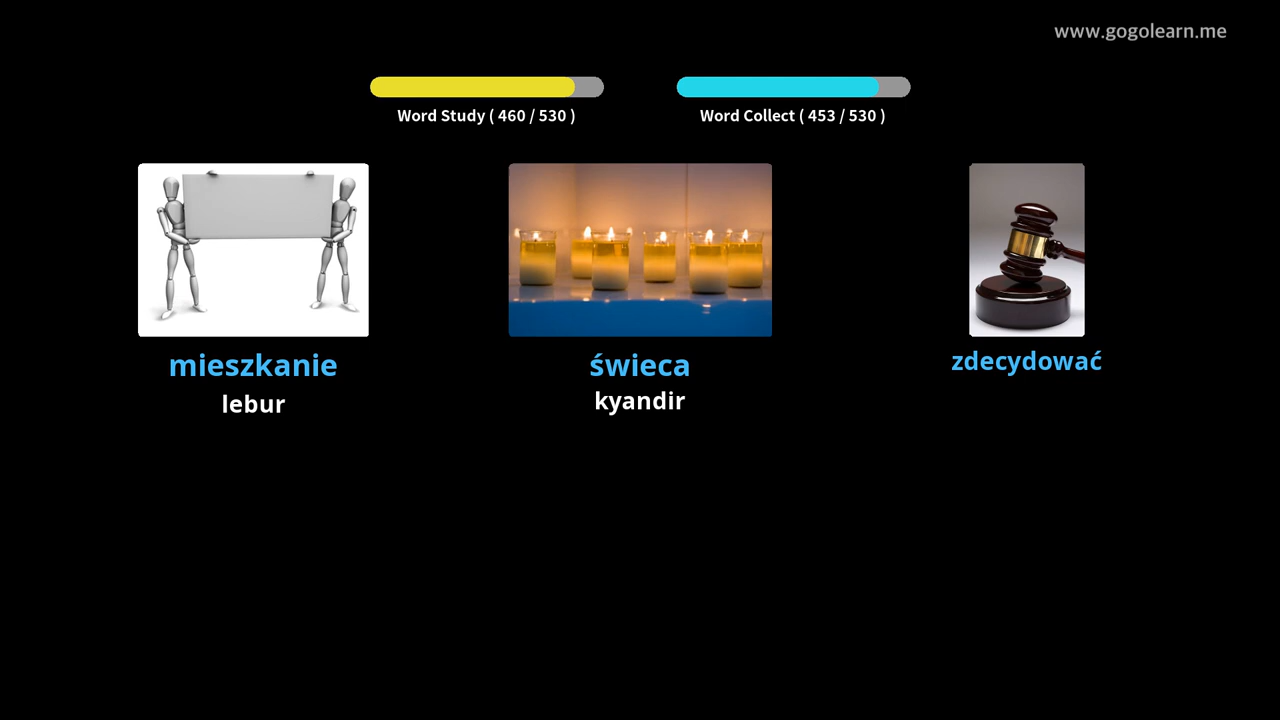 www.gogolearn.me
Word Study ( 460 / 530 )
Word Collect ( 453 / 530 )
mieszkanie
świeca
zdecydować
lebur
kyandir